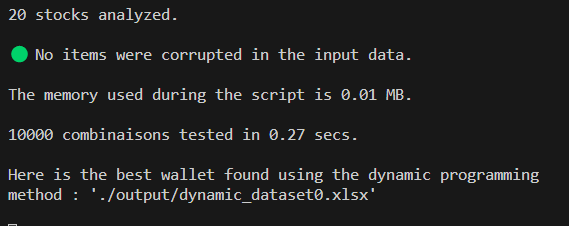 20 stocks analyzed.
No items were corrupted in the input data.
The memory used during the script is 0.01 MB.
10000 combinaisons tested in 0.27 secs.
Here is the best wallet found using the dynamic programming
method : './output/dynamic_dataset0.xlsx'